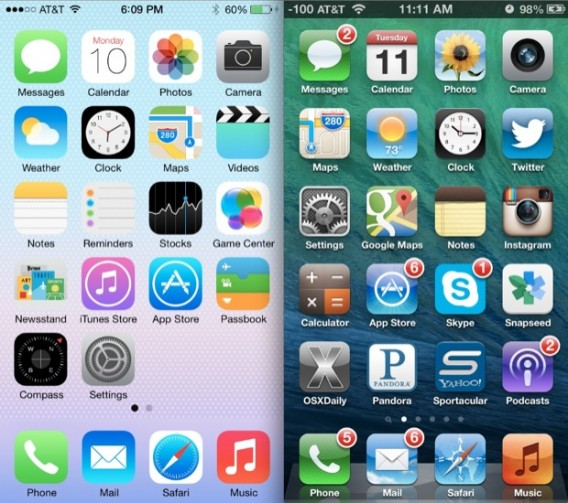 AT&T 6:09 PM 60%
Monday
10
Messages Calendar Photos Camera
280
Weather Clock Maps Videos
Notes Reminders Stocks Game Center
Newsstand iTunes Store App Store Passbook
N
W E
S
Compass Settings
Phone Mail Safari Music
-100 AT&T 11:11 AM 98%
2
Tuesday
11
Messages Calendar Photos Camera
280
73°
Maps Weather Clock Twitter
g
Settings Google Maps Notes Instagram
6 1
S
Calculator App Store Skype Snapseed
2
X P S
PANDORA YAHOO!
OSXDaily Pandora Sportacular Podcasts
5 6
Phone Mail Safari Music